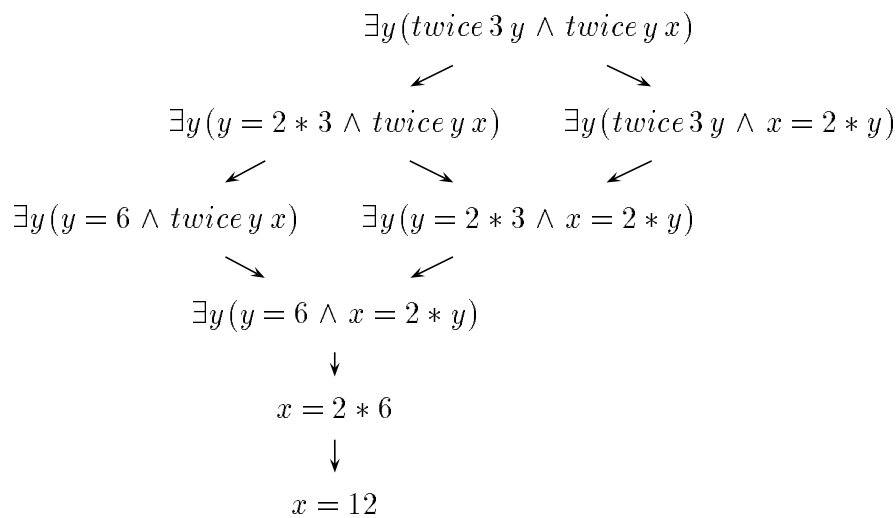 ∃y(twice 3 y ∧ twice y x)
∃y(y = 2 ∗ 3 ∧ twice y x) ∃y(twice 3 y ∧ x = 2 ∗ y)
∃y(y = 6 ∧ twice y x) ∃y(y = 2 ∗ 3 ∧ x = 2 ∗ y)
∃y(y = 6 ∧ x = 2 ∗ y)
x = 2 ∗ 6
x = 12